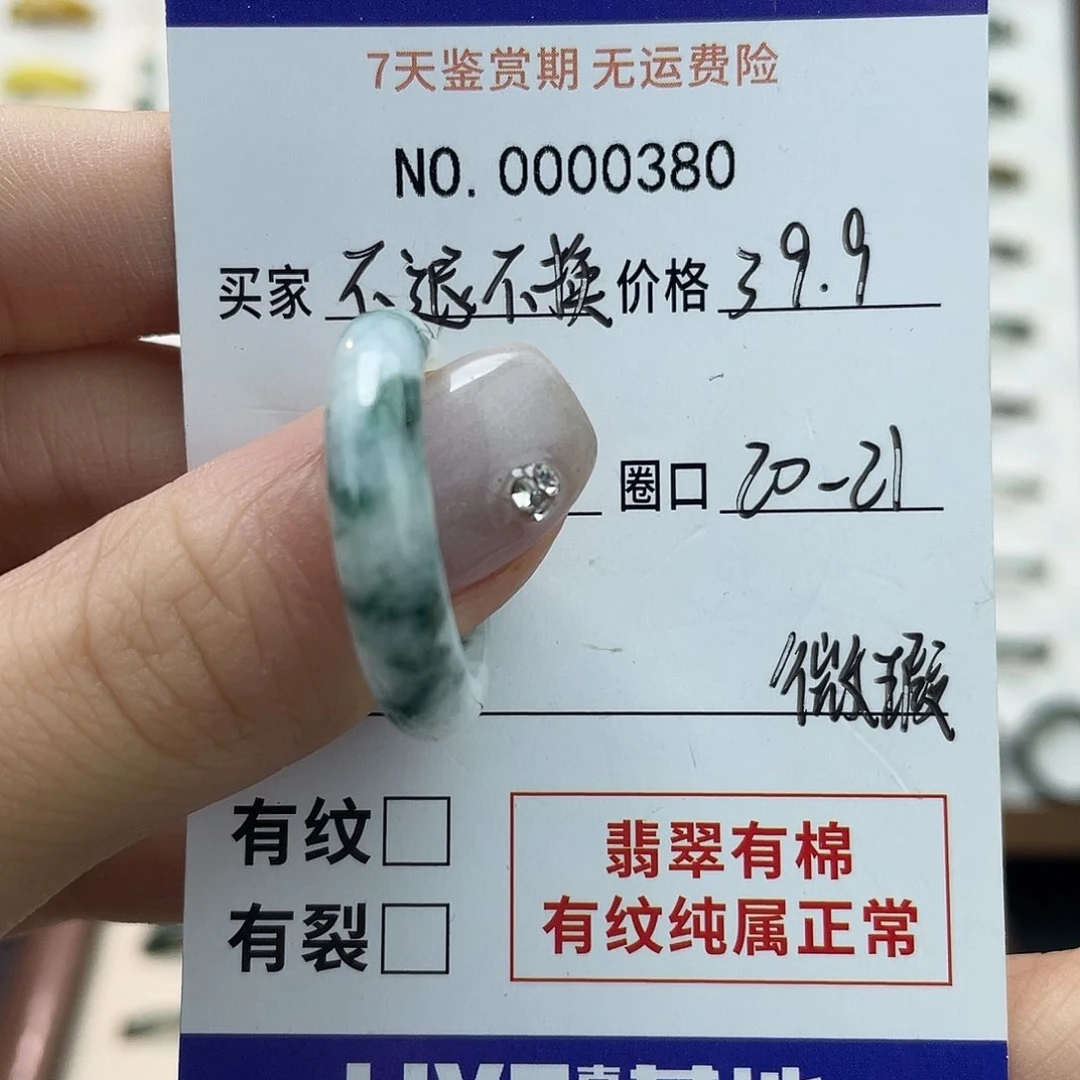 7天鉴赏期 无运费险
NO. 0000380
买家 不退不换 价格 39.9
圈口 20-21
微瑕
有纹
有裂
翡翠有棉
有纹纯属正常